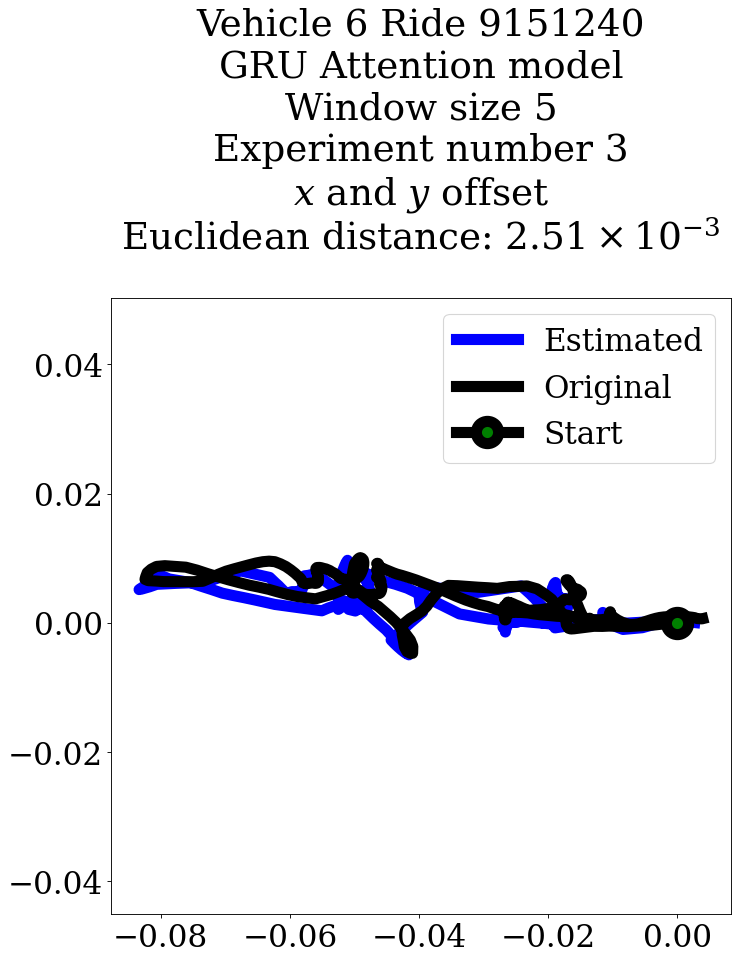 Vehicle 6 Ride 9151240
GRU Attention model
Window size 5
Experiment number 3
x and y offset
Euclidean distance: 2.51 × 10⁻³
Estimated
Original
Start
0.04
0.02
0.00
−0.02
−0.04
−0.08
−0.06
−0.04
−0.02
0.00